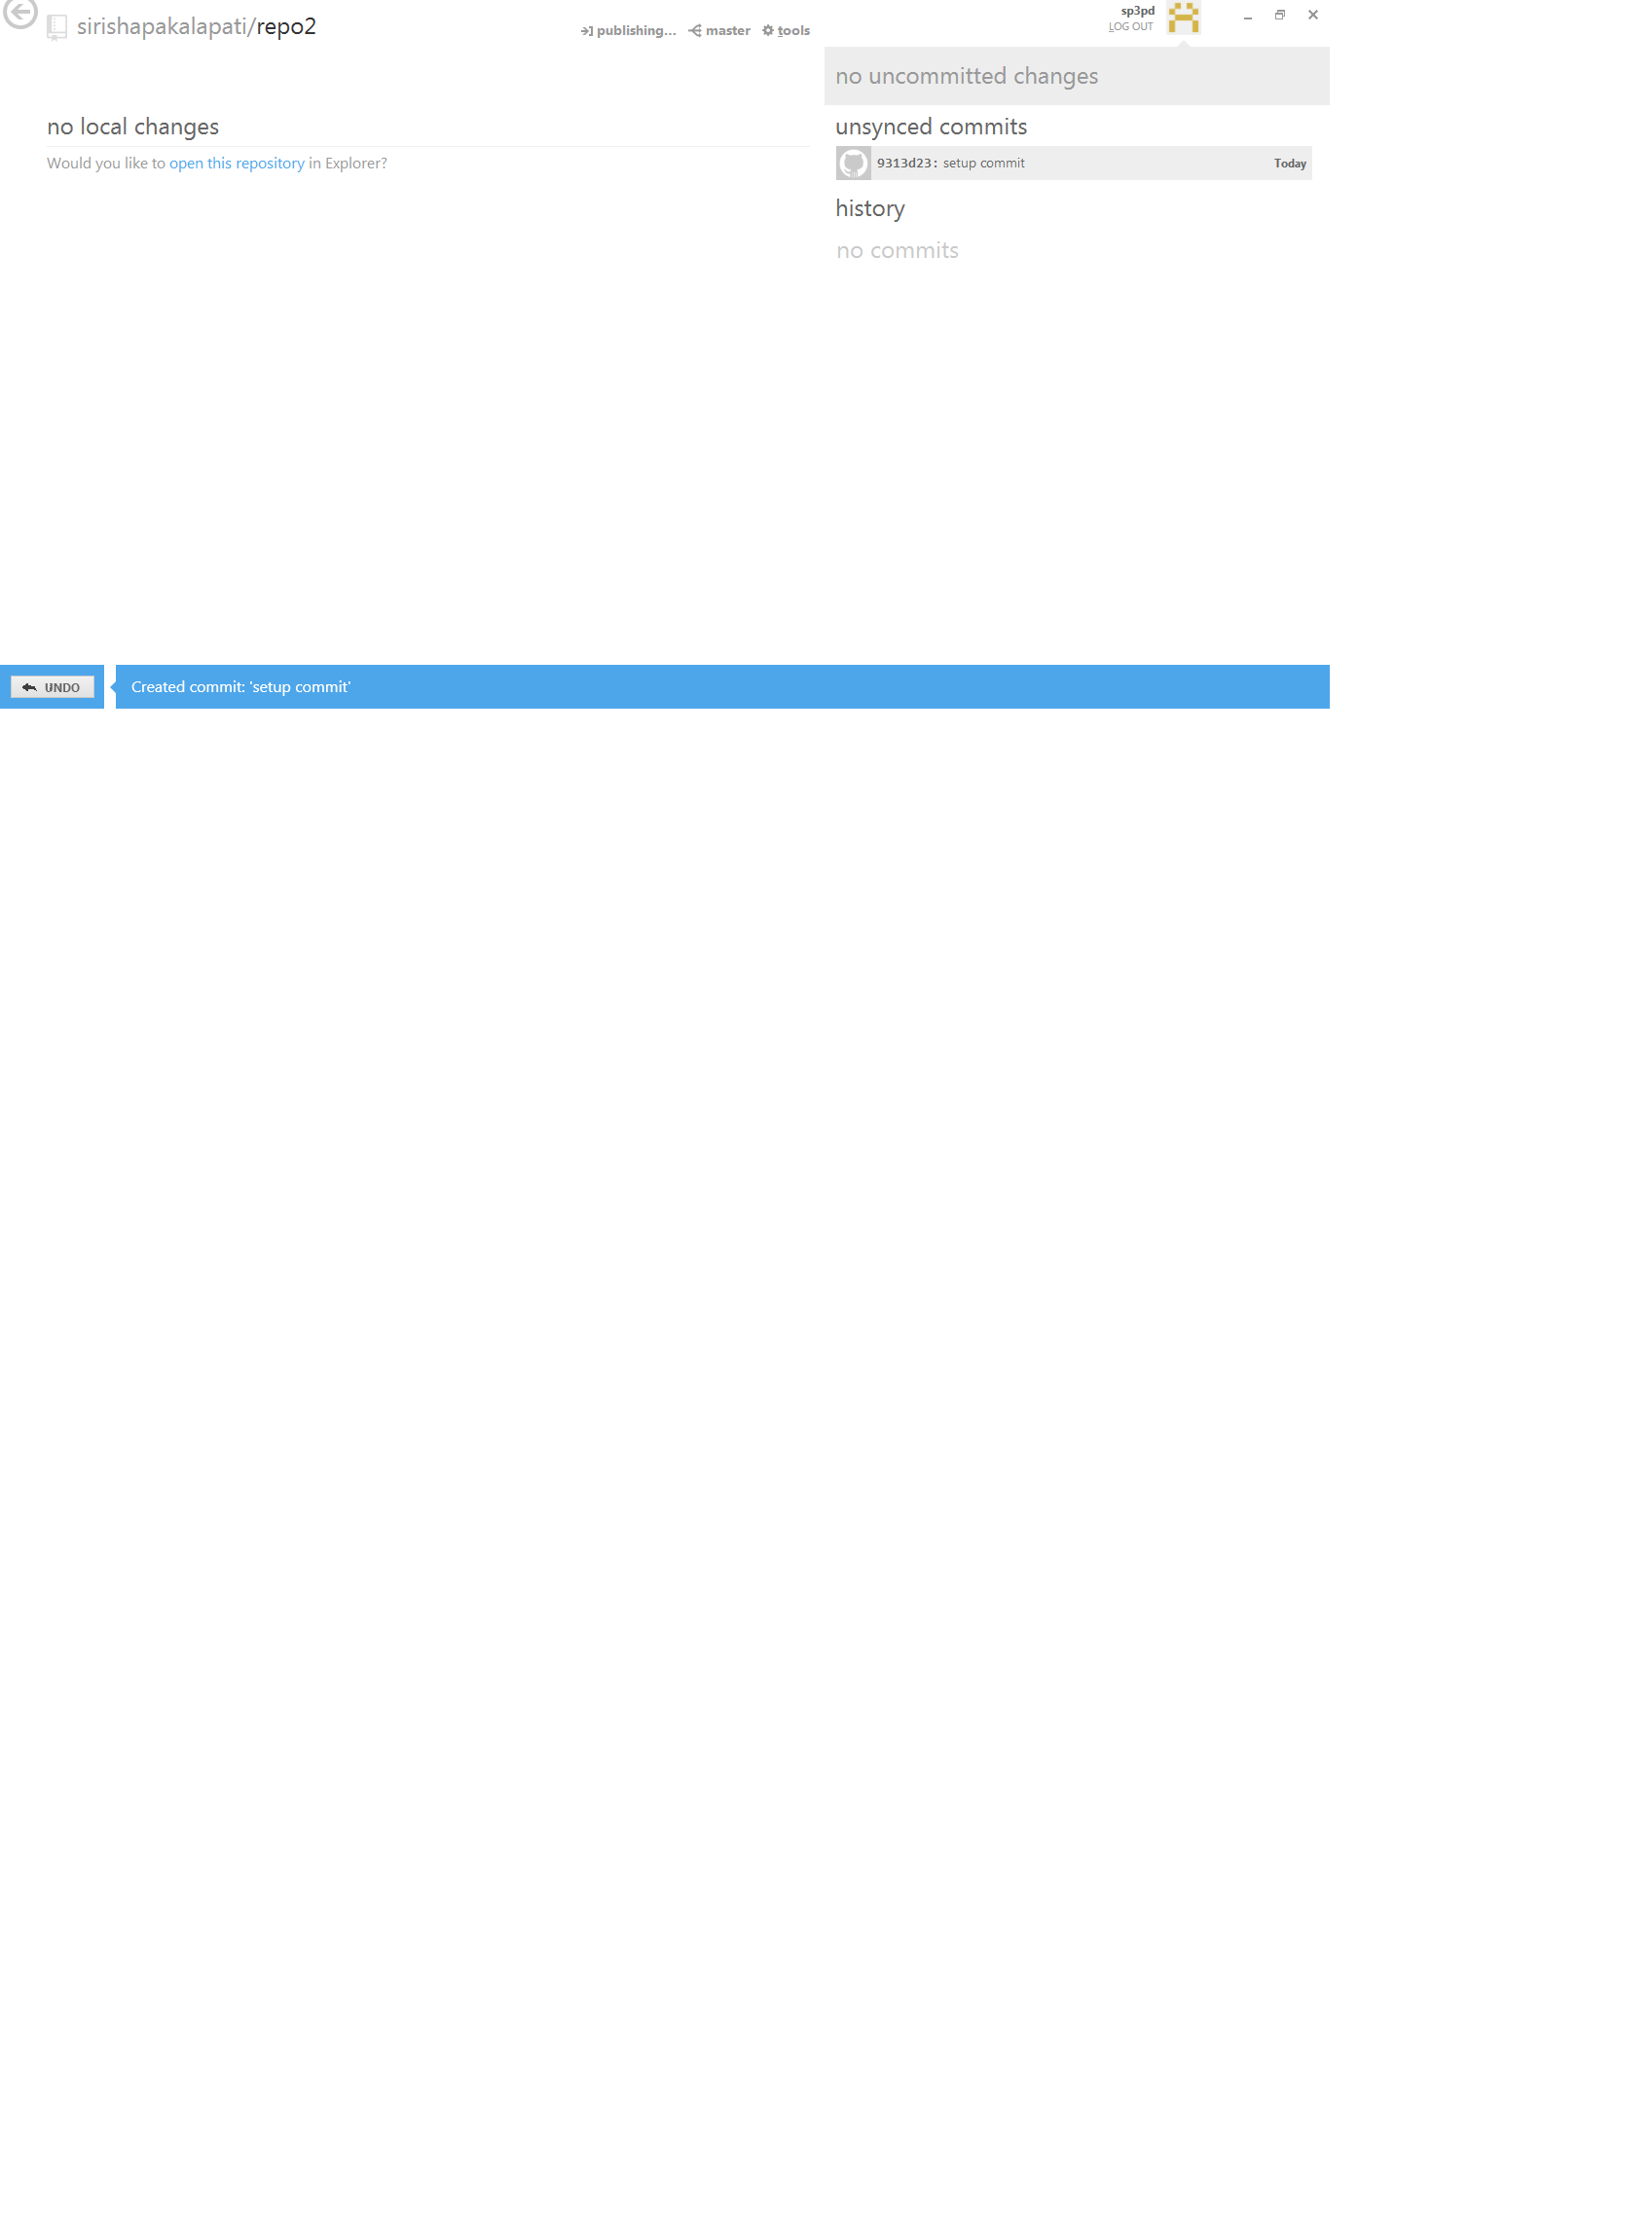 sirishapakalapati/repo2
publishing... master tools
sp3pd
LOG OUT
no uncommitted changes
no local changes
Would you like to open this repository in Explorer?
unsynced commits
9313d23: setup commit Today
history
no commits
UNDO
Created commit: 'setup commit'